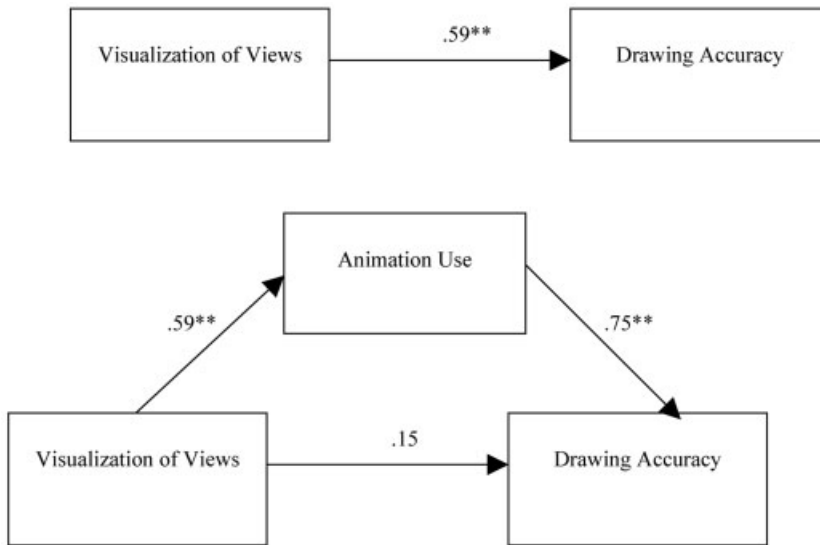 Visualization of Views
.59**
Drawing Accuracy
Animation Use
.59**
.75**
Visualization of Views
.15
Drawing Accuracy